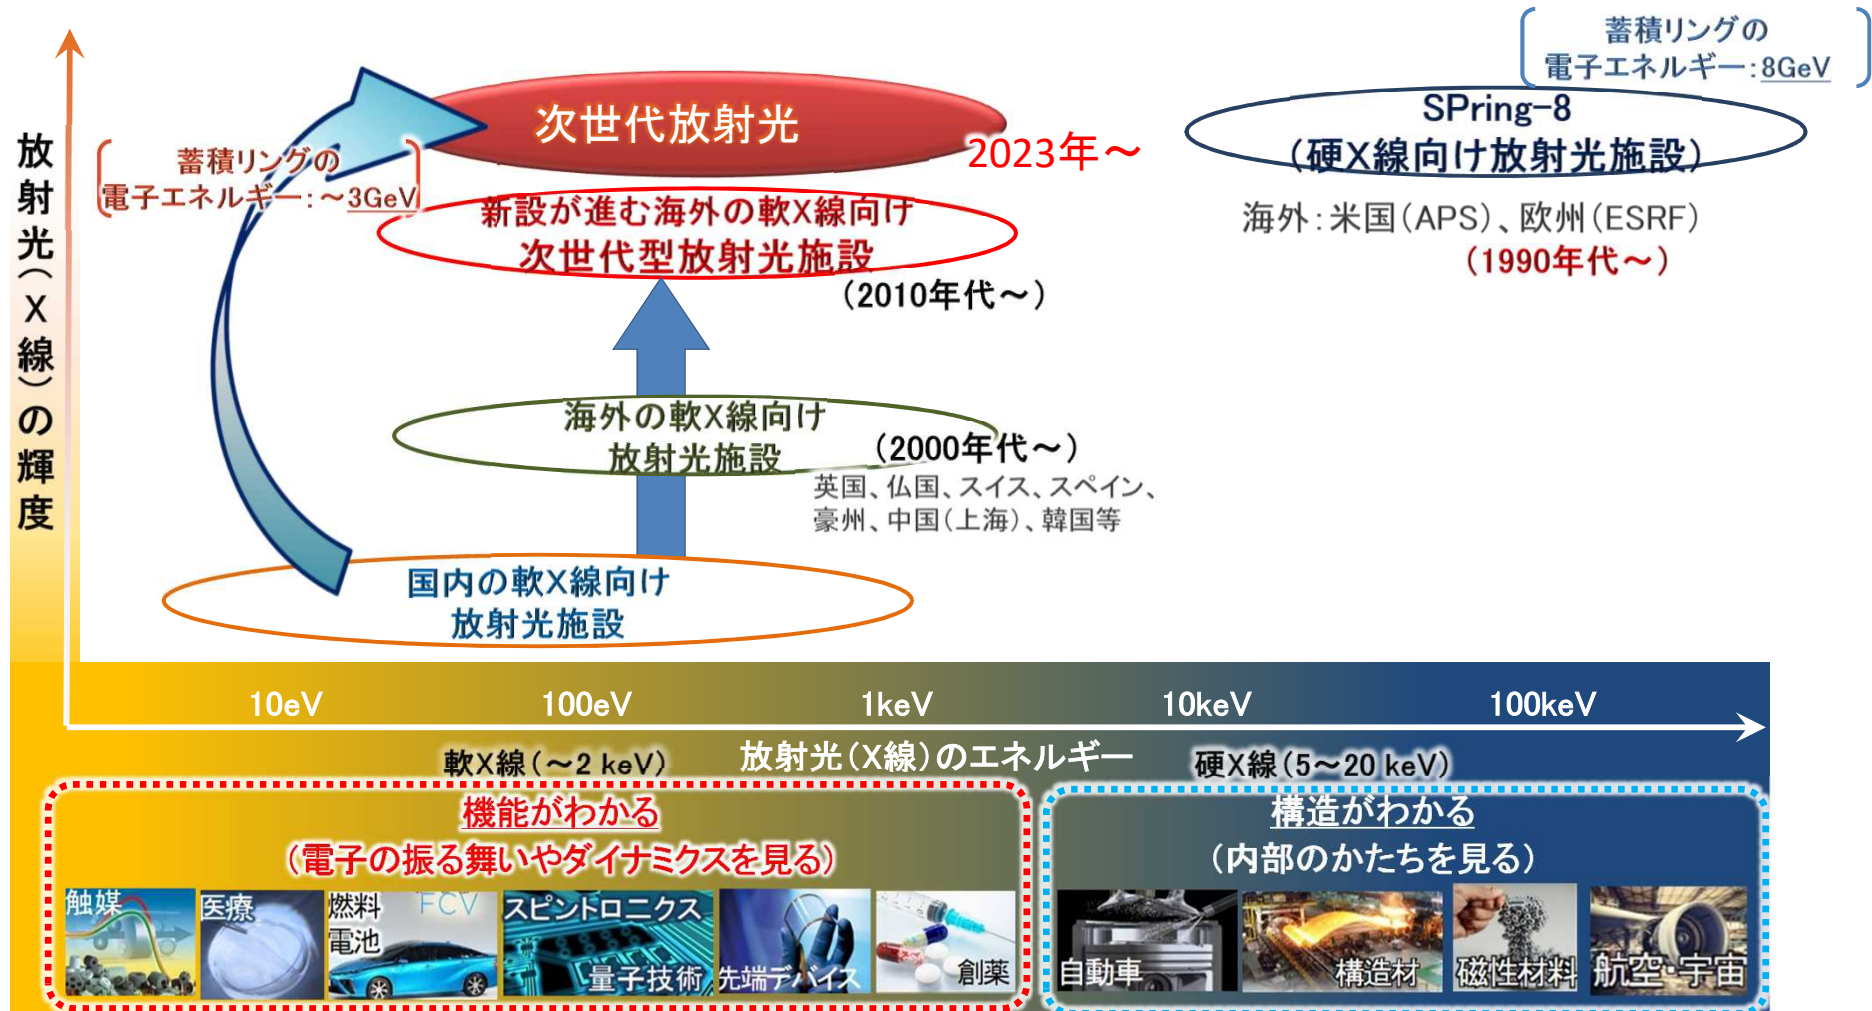 蓄積リングの
電子エネルギー:8GeV
次世代放射光
2023年～
SPring-8
(硬X線向け放射光施設)
蓄積リングの
電子エネルギー:～3GeV
新設が進む海外の軟X線向け
次世代型放射光施設
(2010年代～)
海外:米国(APS)、欧州(ESRF)
(1990年代～)
放射光(X線)の輝度
海外の軟X線向け
放射光施設
(2000年代～)
英国、仏国、スイス、スペイン、
豪州、中国(上海)、韓国等
国内の軟X線向け
放射光施設
10eV 100eV 1keV 10keV 100keV
軟X線(～2 keV) 放射光(X線)のエネルギー 硬X線(5～20 keV)
機能がわかる
(電子の振る舞いやダイナミクスを見る)
触媒
医療
燃料
電池
FCV
スピントロニクス
量子技術
先端デバイス
創薬
構造がわかる
(内部のかたちを見る)
自動車
構造材
磁性材料
航空・宇宙